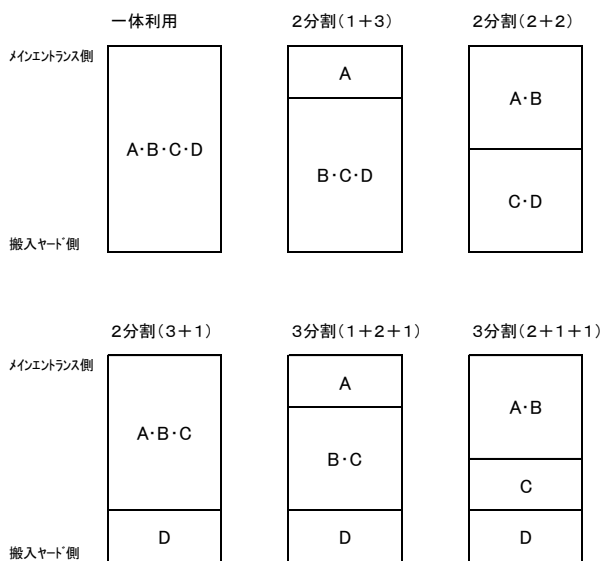 一体利用
2分割(1+3)
2分割(2+2)
メインエントランス側
A
A・B
A・B・C・D
B・C・D
C・D
搬入ヤード側
2分割(3+1)
3分割(1+2+1)
3分割(2+1+1)
メインエントランス側
A
A・B
A・B・C
B・C
C
D
D
D
搬入ヤード側